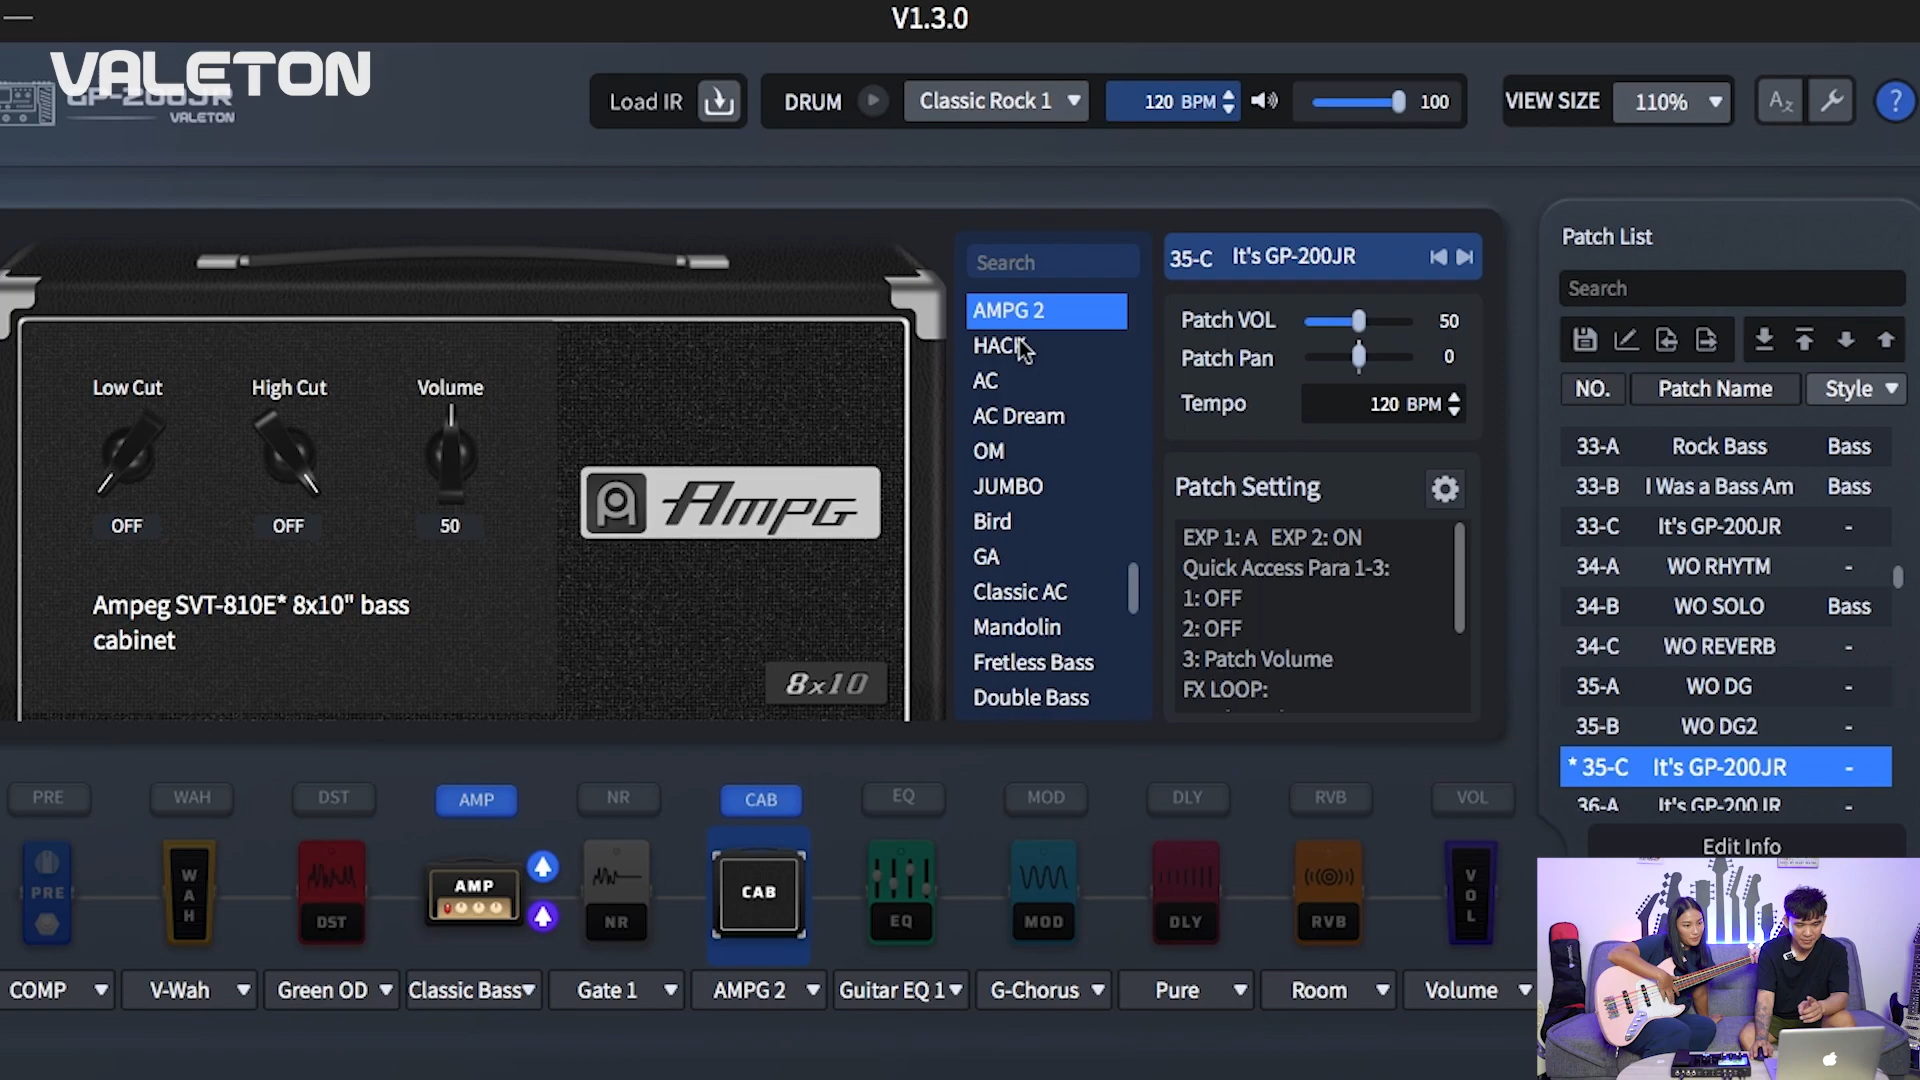 V1.3.0
VALETON
GP-200JR
VALETON
Load IR
DRUM
Classic Rock 1
120 BPM
100
VIEW SIZE
110%
Az
?
Low Cut
High Cut
Volume
OFF
OFF
50
Ampeg SVT-810E* 8x10" bass
cabinet
AMPG
8x10
Search
AMPG 2
HACK
AC
AC Dream
OM
JUMBO
Bird
GA
Classic AC
Mandolin
Fretless Bass
Double Bass
35-C It's GP-200JR
Patch VOL 50
Patch Pan 0
Tempo 120 BPM
Patch Setting
EXP 1: A EXP 2: ON
Quick Access Para 1-3:
1: OFF
2: OFF
3: Patch Volume
FX LOOP:
Patch List
Search
NO. Patch Name Style
33-A Rock Bass Bass
33-B I Was a Bass Am Bass
33-C It's GP-200JR -
34-A WO RHYTM -
34-B WO SOLO Bass
34-C WO REVERB -
35-A WO DG -
35-B WO DG2 -
* 35-C It's GP-200JR -
36-A It's GP-200JR -
Edit Info
PRE WAH DST AMP NR CAB EQ MOD DLY RVB VOL
PRE WAH DST AMP NR CAB EQ MOD DLY RVB VOL
COMP V-Wah Green OD Classic Bass Gate 1 AMPG 2 Guitar EQ 1 G-Chorus Pure Room Volume